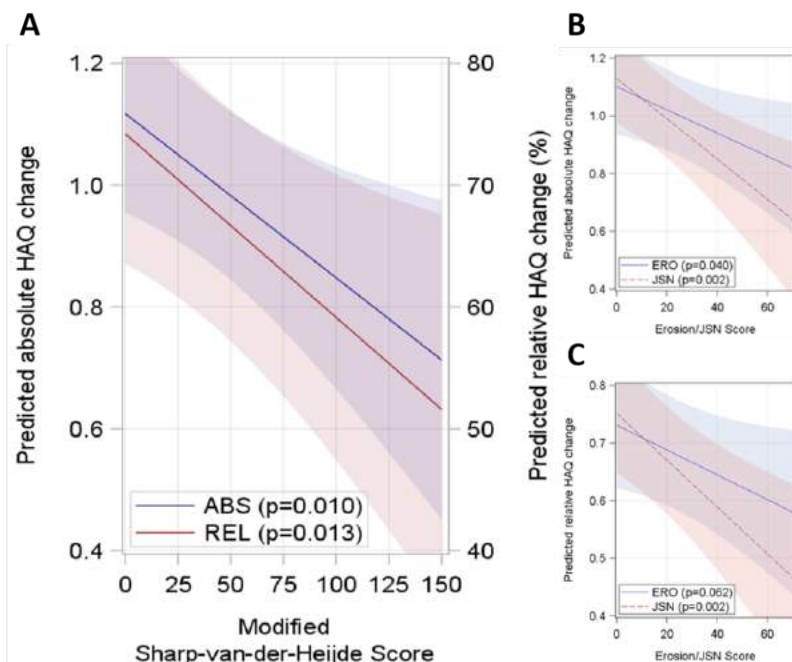 A
Predicted absolute HAQ change
1.2
1.0
0.8
0.6
0.4
80
70
60
50
40
Predicted relative HAQ change (%)
ABS (p=0.010)
REL (p=0.013)
0 25 50 75 100 125 150
Modified
Sharp-van-der-Heijde Score
B
Predicted absolute HAQ change
1.2
1.0
0.8
0.6
0.4
ERO (p=0.040)
JSN (p=0.002)
0 20 40 60
Erosion/JSN Score
C
Predicted relative HAQ change
0.8
0.7
0.6
0.5
0.4
ERO (p=0.062)
JSN (p=0.002)
0 20 40 60
Erosion/JSN Score